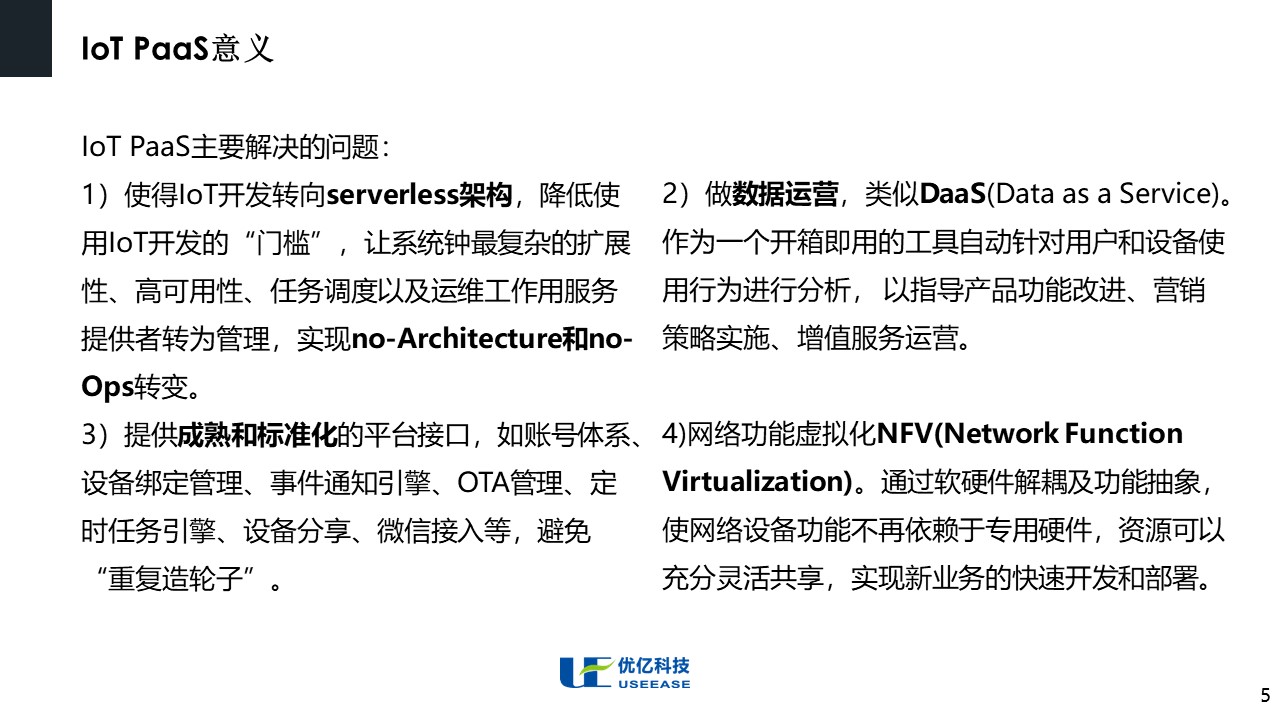 IoT PaaS意义
IoT PaaS主要解决的问题：
1）使得IoT开发转向serverless架构，降低使
用IoT开发的“门槛”，让系统钟最复杂的扩展
性、高可用性、任务调度以及运维工作用服务
提供者转为管理，实现no-Architecture和no-
Ops转变。
2）做数据运营，类似DaaS(Data as a Service)。
作为一个开箱即用的工具自动针对用户和设备使
用行为进行分析， 以指导产品功能改进、营销
策略实施、增值服务运营。
3）提供成熟和标准化的平台接口，如账号体系、
设备绑定管理、事件通知引擎、OTA管理、定
时任务引擎、设备分享、微信接入等，避免
“重复造轮子”。
4)网络功能虚拟化NFV(Network Function
Virtualization)。通过软硬件解耦及功能抽象，
使网络设备功能不再依赖于专用硬件，资源可以
充分灵活共享，实现新业务的快速开发和部署。
优亿科技
USEEASE
5